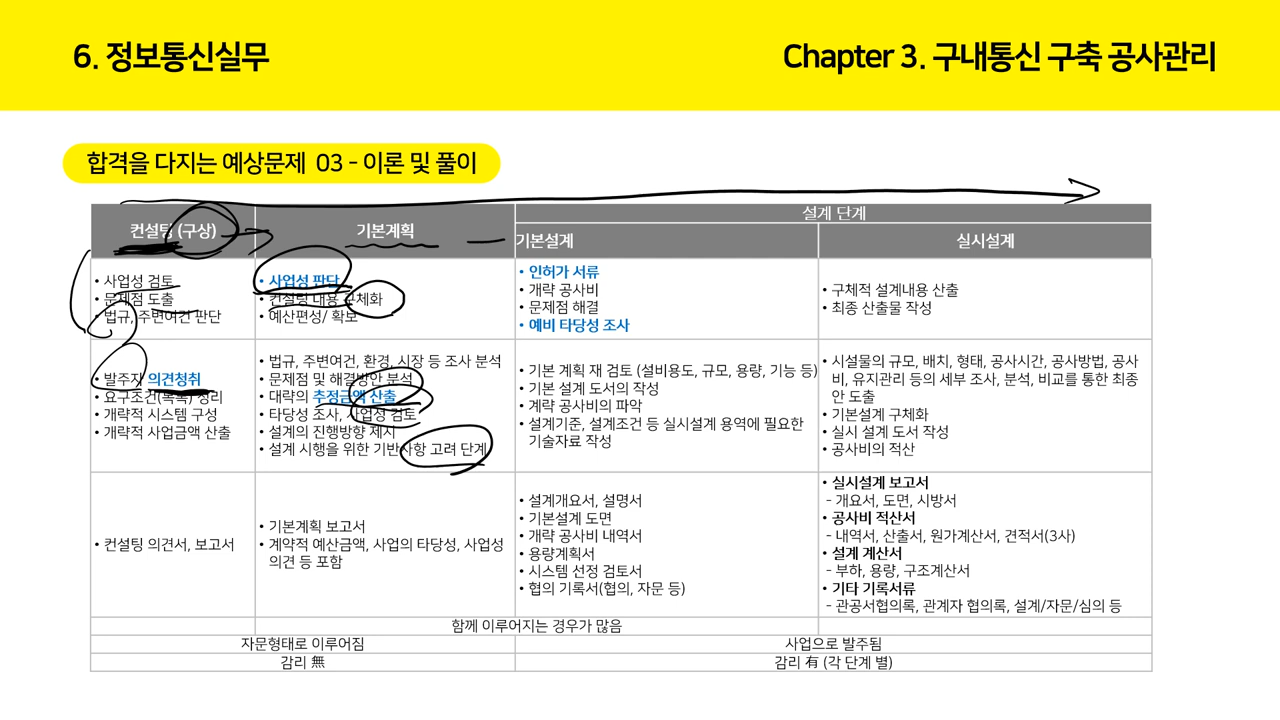 6. 정보통신실무
Chapter 3. 구내통신 구축 공사관리
합격을 다지는 예상문제 03 - 이론 및 풀이
컨설팅 (구상)
기본계획
설계 단계
기본설계
실시설계
• 사업성 검토
• 문제점 도출
• 법규, 주변여건 판단
• 사업성 판단
• 컨설팅 내용 구체화
• 예산편성/ 확보
• 인허가 서류
• 개략 공사비
• 문제점 해결
• 예비 타당성 조사
• 구체적 설계내용 산출
• 최종 산출물 작성
• 발주자 의견청취
• 요구조건(목록) 정리
• 개략적 시스템 구성
• 개략적 사업금액 산출
• 법규, 주변여건, 환경, 시장 등 조사 분석
• 문제점 및 해결방안 분석
• 대략의 추정금액 산출
• 타당성 조사, 사업성 검토
• 설계의 진행방향 제시
• 설계 시행을 위한 기반사항 고려 단계
• 기본 계획 재 검토 (설비용도, 규모, 용량, 기능 등)
• 기본 설계 도서의 작성
• 계략 공사비의 파악
• 설계기준, 설계조건 등 실시설계 용역에 필요한
기술자료 작성
• 시설물의 규모, 배치, 형태, 공사시간, 공사방법, 공사
비, 유지관리 등의 세부 조사, 분석, 비교를 통한 최종
안 도출
• 기본설계 구체화
• 실시 설계 도서 작성
• 공사비의 적산
• 컨설팅 의견서, 보고서
• 기본계획 보고서
• 계약적 예산금액, 사업의 타당성, 사업성
의견 등 포함
• 설계개요서, 설명서
• 기본설계 도면
• 개략 공사비 내역서
• 용량계획서
• 시스템 선정 검토서
• 협의 기록서(협의, 자문 등)
• 실시설계 보고서
- 개요서, 도면, 시방서
• 공사비 적산서
- 내역서, 산출서, 원가계산서, 견적서(3사)
• 설계 계산서
- 부하, 용량, 구조계산서
• 기타 기록서류
- 관공서협의록, 관계자 협의록, 설계/자문/심의 등
함께 이루어지는 경우가 많음
자문형태로 이루어짐
사업으로 발주됨
감리 無
감리 有 (각 단계 별)